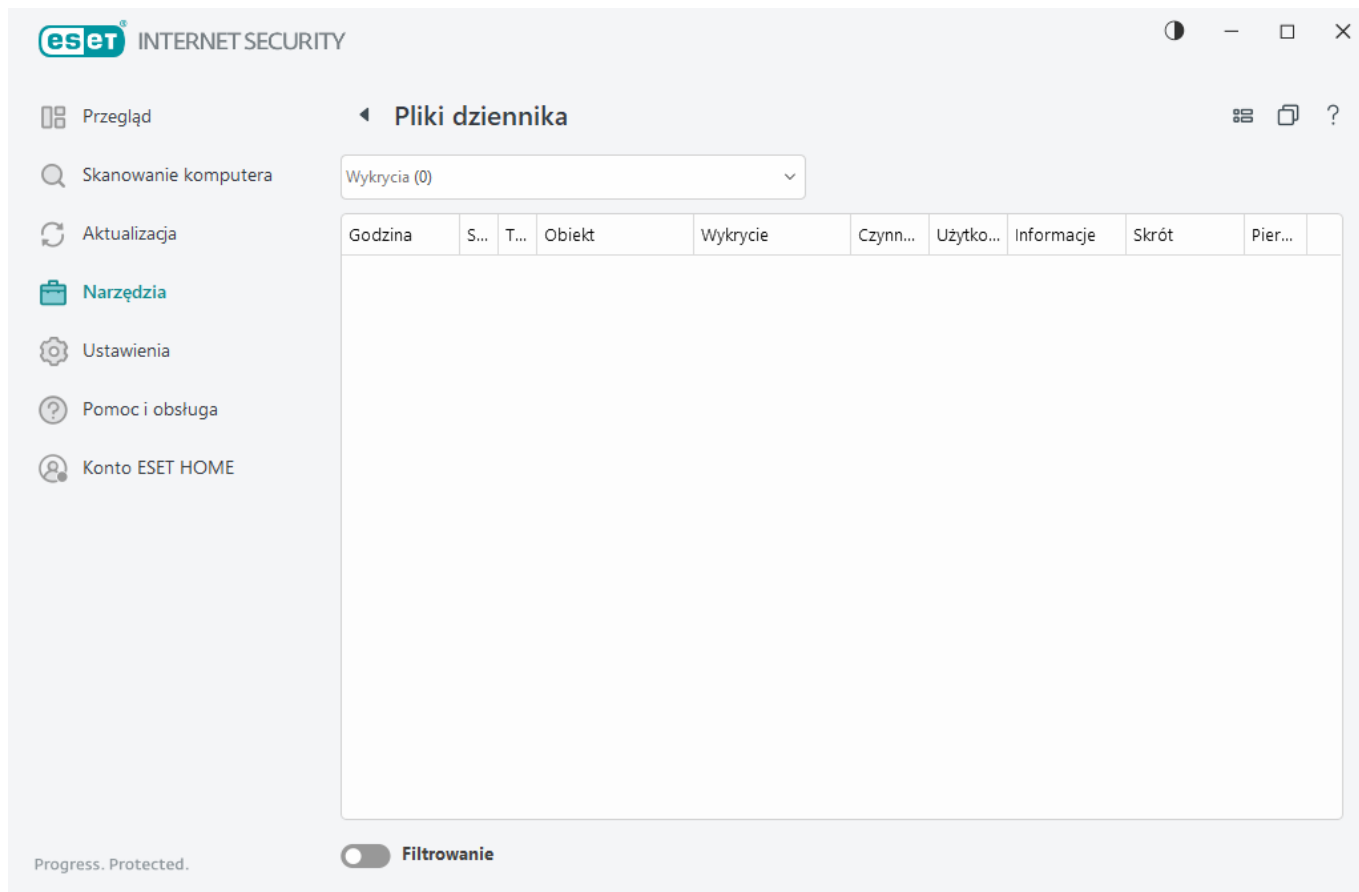 eset® INTERNET SECURITY
Przegląd
Skanowanie komputera
Aktualizacja
Narzędzia
Ustawienia
Pomoc i obsługa
Konto ESET HOME
Progress. Protected.
Pliki dziennika
?
Wykrycia (0)
Godzina S... T... Obiekt Wykrycie Czynn... Użytko... Informacje Skrót Pier...
Filtrowanie